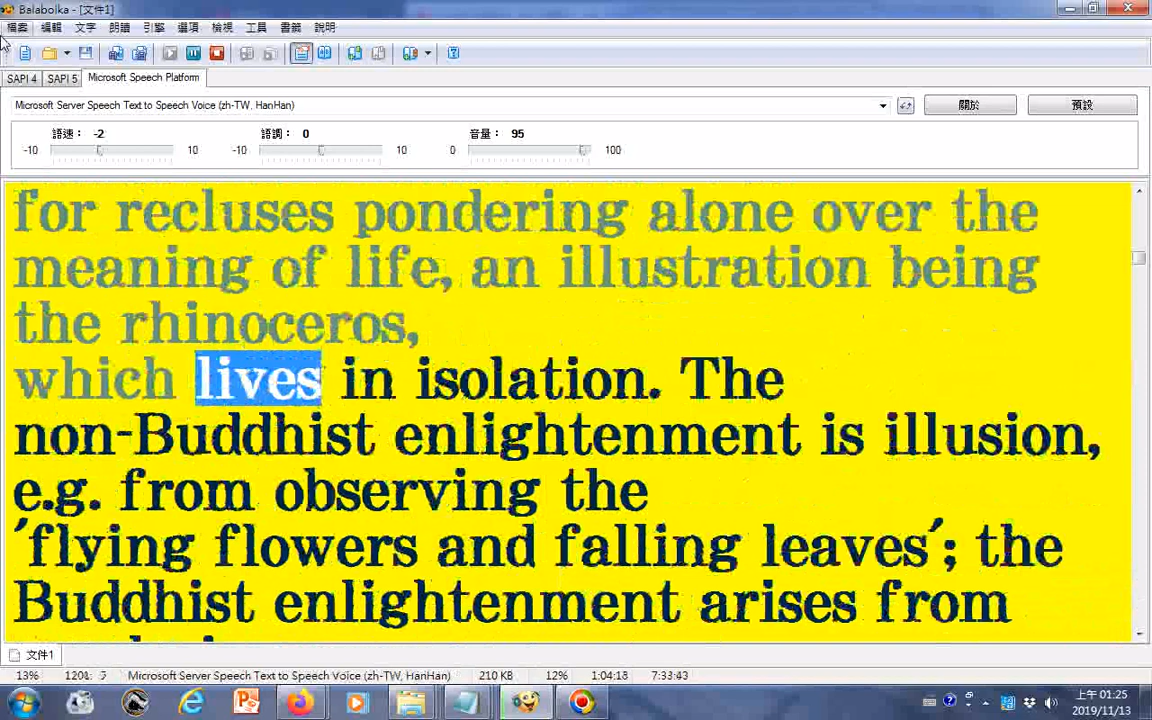 Balabolka - [文件1]
檔案 編輯 文字 朗讀 引擎 選項 檢視 工具 書籤 說明
SAPI 4 SAPI 5 Microsoft Speech Platform
Microsoft Server Speech Text to Speech Voice (zh-TW, HanHan) 關於 預設
語速： -2 語調： 0 音量： 95
-10 10 -10 10 0 100
for recluses pondering alone over the
meaning of life, an illustration being
the rhinoceros,
which lives in isolation. The
non-Buddhist enlightenment is illusion,
e.g. from observing the
'flying flowers and falling leaves'; the
Buddhist enlightenment arises from
文件1
13% Microsoft Server Speech Text to Speech Voice (zh-TW, HanHan) 210 KB 12% 1:04:18 7:33:43
上午 01:25
2019/11/13